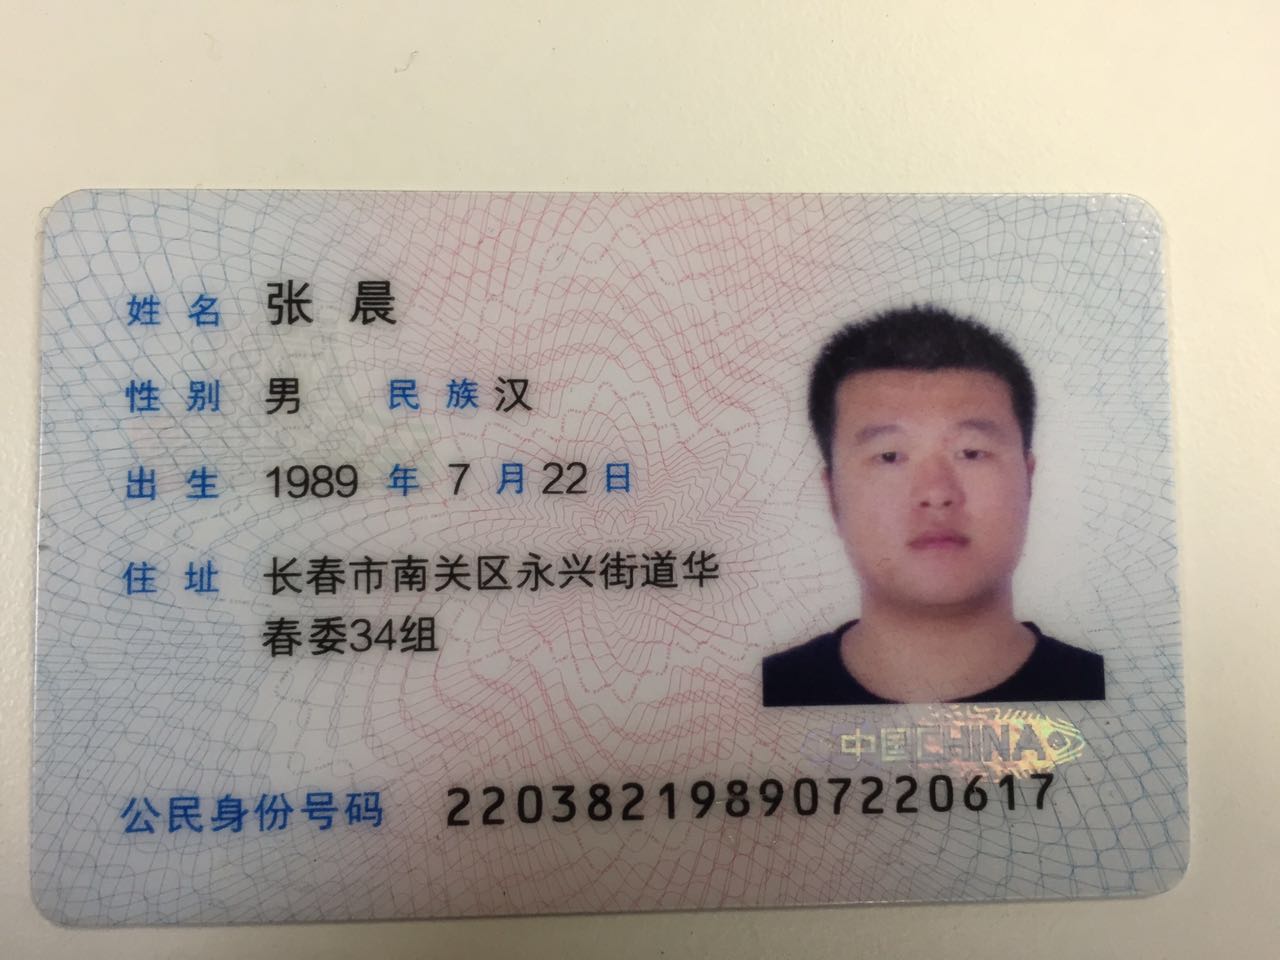 姓名 张晨
性别 男 民族 汉
出生 1989 年 7 月 22 日
住址 长春市南关区永兴街道华
春委34组
中国CHINA
公民身份号码 220382198907220617